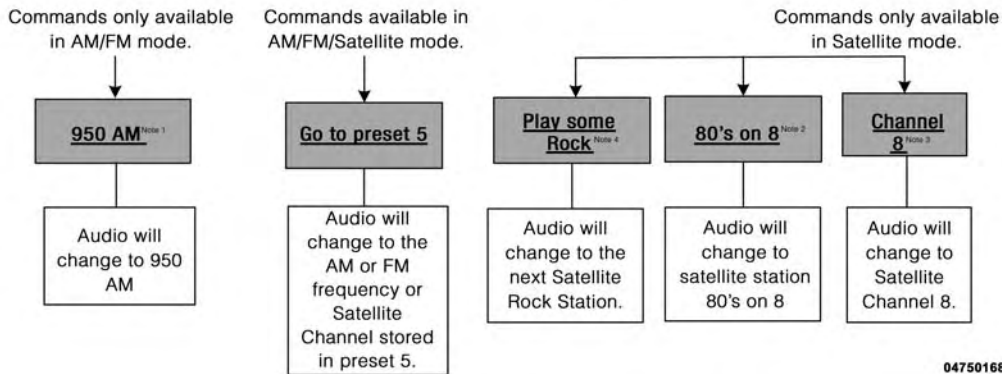 Commands only available
in AM/FM mode.
Commands available in
AM/FM/Satellite mode.
Commands only available
in Satellite mode.
950 AM Note 1
Go to preset 5
Play some
Rock Note 4
80's on 8 Note 2
Channel
8 Note 3
Audio will
change to 950
AM
Audio will
change to the
AM or FM
frequency or
Satellite
Channel stored
in preset 5.
Audio will
change to the
next Satellite
Rock Station.
Audio will
change to
satellite station
80's on 8
Audio will
change to
Satellite
Channel 8.
04750168